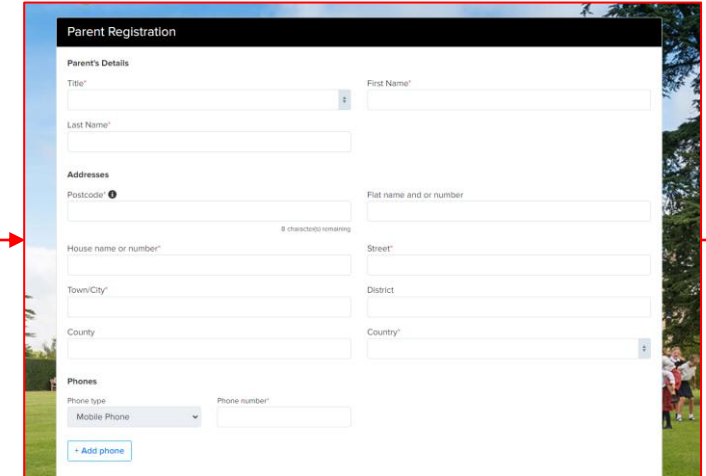 Parent Registration
Parent's Details
Title* First Name*
Last Name*
Addresses
Postcode* Flat name and or number
8 character(s) remaining
House name or number* Street*
Town/City* District
County Country*
Phones
Phone type Phone number*
Mobile Phone
+ Add phone